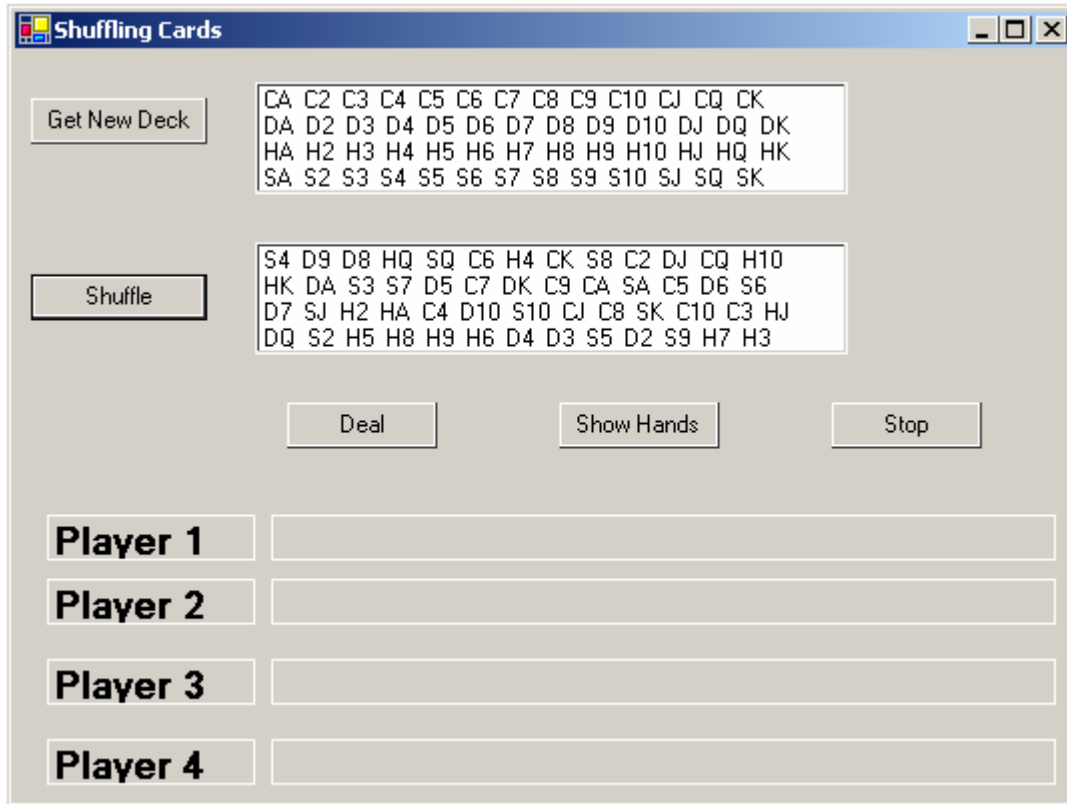 Shuffling Cards
Get New Deck
CA C2 C3 C4 C5 C6 C7 C8 C9 C10 CJ CQ CK
DA D2 D3 D4 D5 D6 D7 D8 D9 D10 DJ DQ DK
HA H2 H3 H4 H5 H6 H7 H8 H9 H10 HJ HQ HK
SA S2 S3 S4 S5 S6 S7 S8 S9 S10 SJ SQ SK
Shuffle
S4 D9 D8 HQ SQ C6 H4 CK S8 C2 DJ CQ H10
HK DA S3 S7 D5 C7 DK C9 CA SA C5 D6 S6
D7 SJ H2 HA C4 D10 S10 CJ C8 SK C10 C3 HJ
DQ S2 H5 H8 H9 H6 D4 D3 S5 D2 S9 H7 H3
Deal Show Hands Stop
Player 1
Player 2
Player 3
Player 4